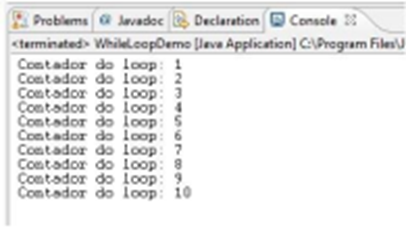 Problems @ Javadoc Declaration Console
<terminated> WhileLoopDemo [Java Application] C:\Program Files\J
Contador do loop: 1
Contador do loop: 2
Contador do loop: 3
Contador do loop: 4
Contador do loop: 5
Contador do loop: 6
Contador do loop: 7
Contador do loop: 8
Contador do loop: 9
Contador do loop: 10